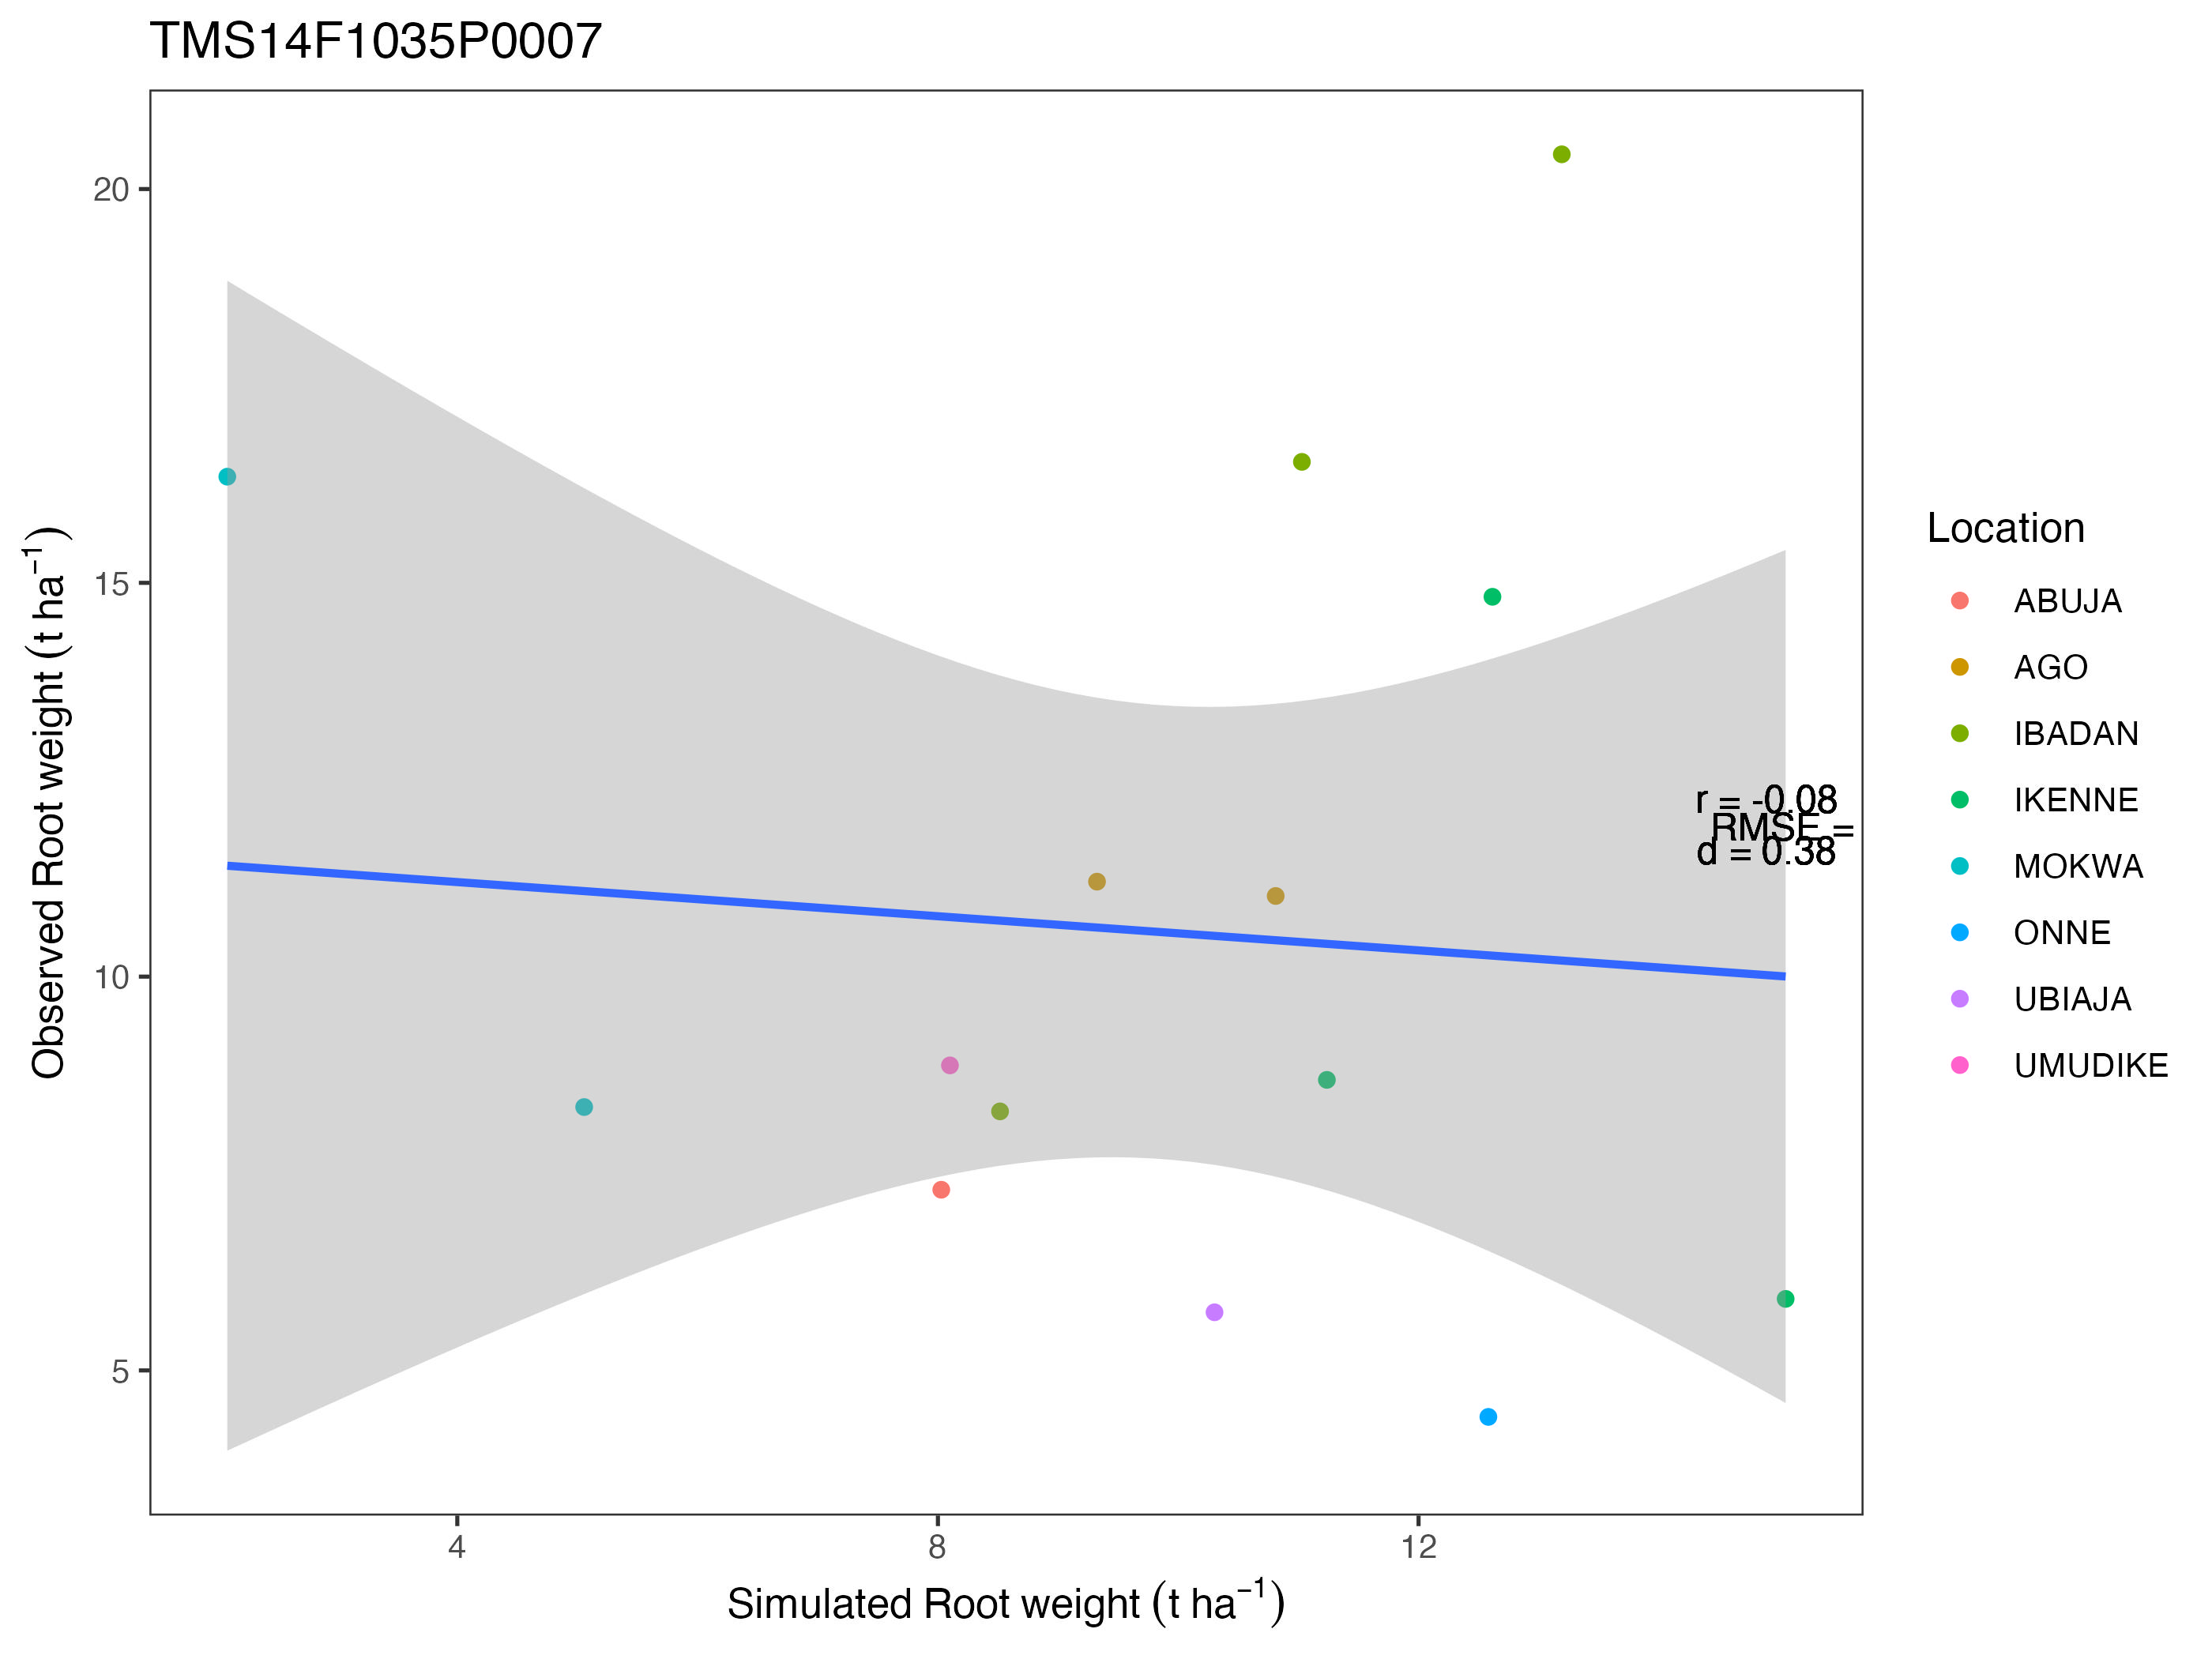 TMS14F1035P0007
Observed Root weight (t ha⁻¹)
20
15
10
5
r = -0.08
RMSE =
d = 0.38
4
8
12
Simulated Root weight (t ha⁻¹)
Location
ABUJA
AGO
IBADAN
IKENNE
MOKWA
ONNE
UBIAJA
UMUDIKE